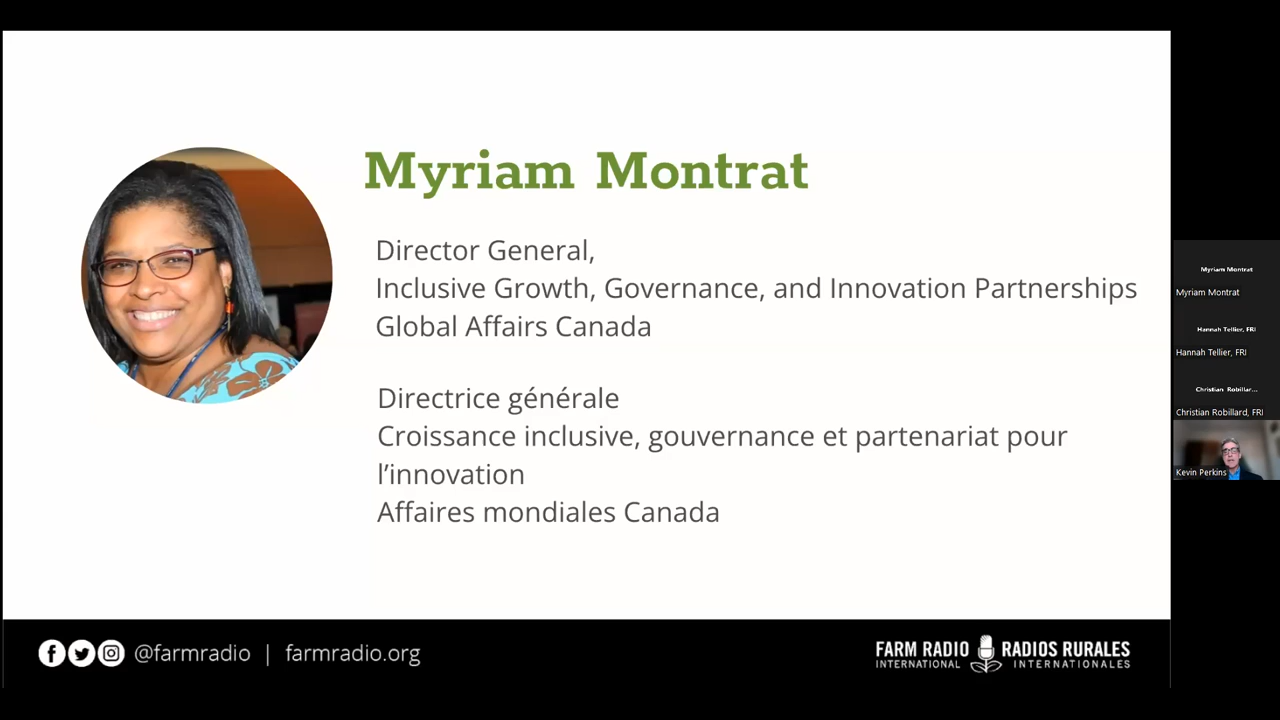 Myriam Montrat
Director General,
Inclusive Growth, Governance, and Innovation Partnerships
Global Affairs Canada
Directrice générale
Croissance inclusive, gouvernance et partenariat pour
l’innovation
Affaires mondiales Canada
@farmradio | farmradio.org
FARM RADIO
INTERNATIONAL
RADIOS RURALES
INTERNATIONALES
Myriam Montrat
Myriam Montrat
Hannah Tellier, FRI
Hannah Tellier, FRI
Christian Robillar...
Christian Robillard, FRI
Kevin Perkins